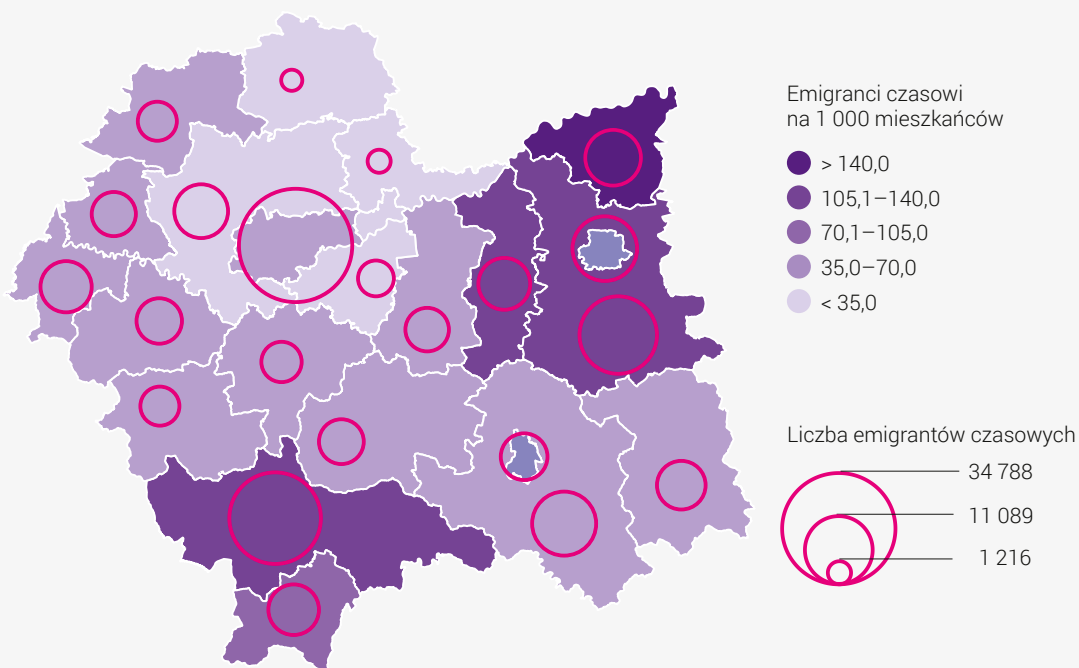 Emigranci czasowi
na 1 000 mieszkańców
> 140,0
105,1–140,0
70,1–105,0
35,0–70,0
< 35,0
Liczba emigrantów czasowych
34 788
11 089
1 216